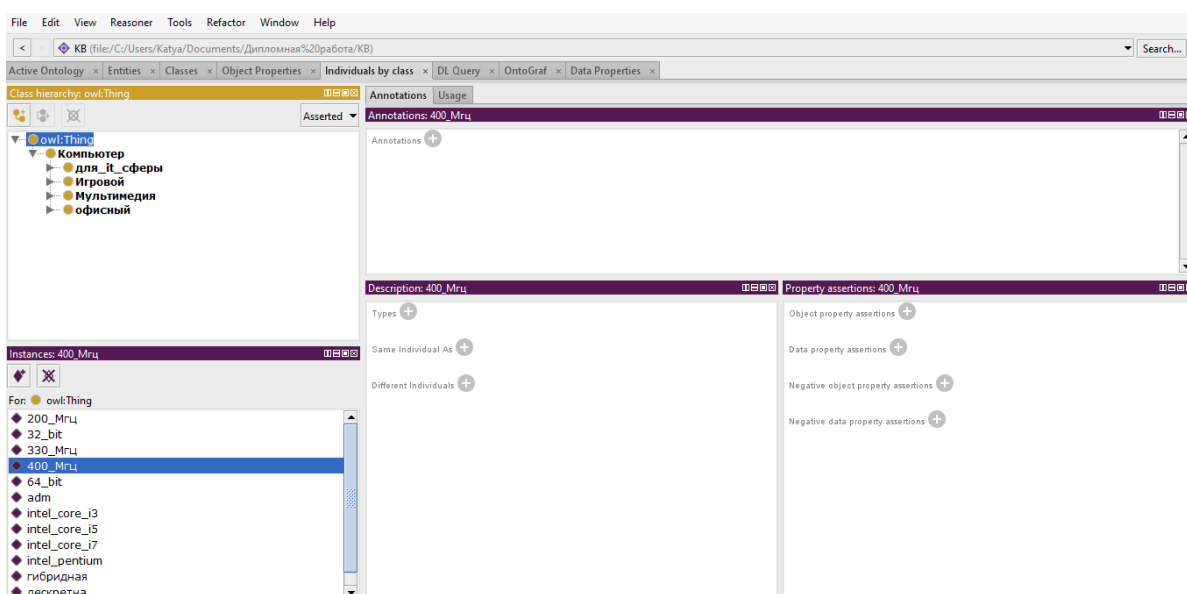 File Edit View Reasoner Tools Refactor Window Help
< KB (file:/C:/Users/Katya/Documents/Дипломная%20работа/KB) Search...
Active Ontology × Entities × Classes × Object Properties × Individuals by class × DL Query × OntoGraf × Data Properties ×
Class hierarchy: owl:Thing
Asserted
owl:Thing
Компьютер
для_it_сферы
Игровой
Мультимедия
офисный
Instances: 400_Мгц
For: owl:Thing
200_Мгц
32_bit
330_Мгц
400_Мгц
64_bit
adm
intel_core_i3
intel_core_i5
intel_core_i7
intel_pentium
гибридная
Annotations Usage
Annotations: 400_Мгц
Annotations
Description: 400_Мгц
Types
Same Individual As
Different Individuals
Property assertions: 400_Мгц
Object property assertions
Data property assertions
Negative object property assertions
Negative data property assertions